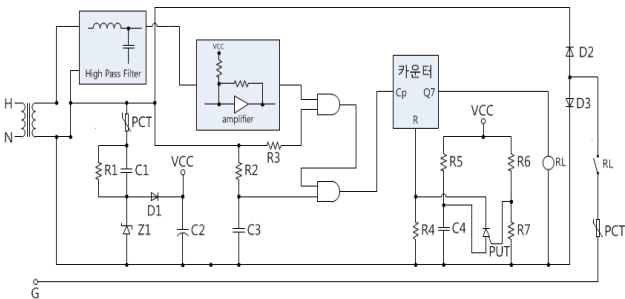 High Pass Filter
VCC
amplifier
카운터
Cp Q7
R
D2
D3
H
N
PCT
R1
C1
VCC
D1
Z1
C2
R2
R3
C3
VCC
R5
R6
R4
C4
PUT
R7
RL
RL
PCT
G